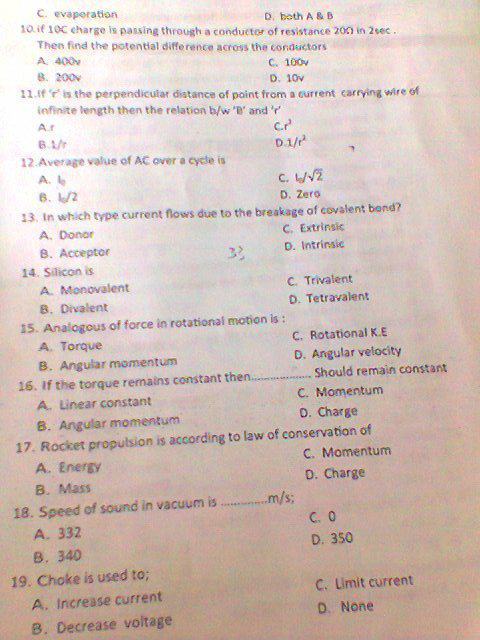 C. evaporation D. both A & B
10.if 10C charge is passing through a conductor of resistance 20Ω in 2sec .
Then find the potential difference across the conductors
A. 400v C. 100v
B. 200v D. 10v
11.If 'r' is the perpendicular distance of point from a current carrying wire of
infinite length then the relation b/w 'B' and 'r'
A.r C.r³
B.1/r D.1/r²
12.Average value of AC over a cycle is
A. I₀ C. I₀/√2
B. I₀/2 D. Zero
13. In which type current flows due to the breakage of covalent bond?
A. Donor C. Extrinsic
B. Acceptor D. Intrinsic
14. Silicon is
A. Monovalent C. Trivalent
B. Divalent D. Tetravalent
15. Analogous of force in rotational motion is :
A. Torque C. Rotational K.E
B. Angular momentum D. Angular velocity
16. If the torque remains constant then................... Should remain constant
A. Linear constant C. Momentum
B. Angular momentum D. Charge
17. Rocket propulsion is according to law of conservation of
A. Energy C. Momentum
B. Mass D. Charge
18. Speed of sound in vacuum is ..............m/s;
A. 332 C. 0
B. 340 D. 350
19. Choke is used to;
A. Increase current C. Limit current
B. Decrease voltage D. None